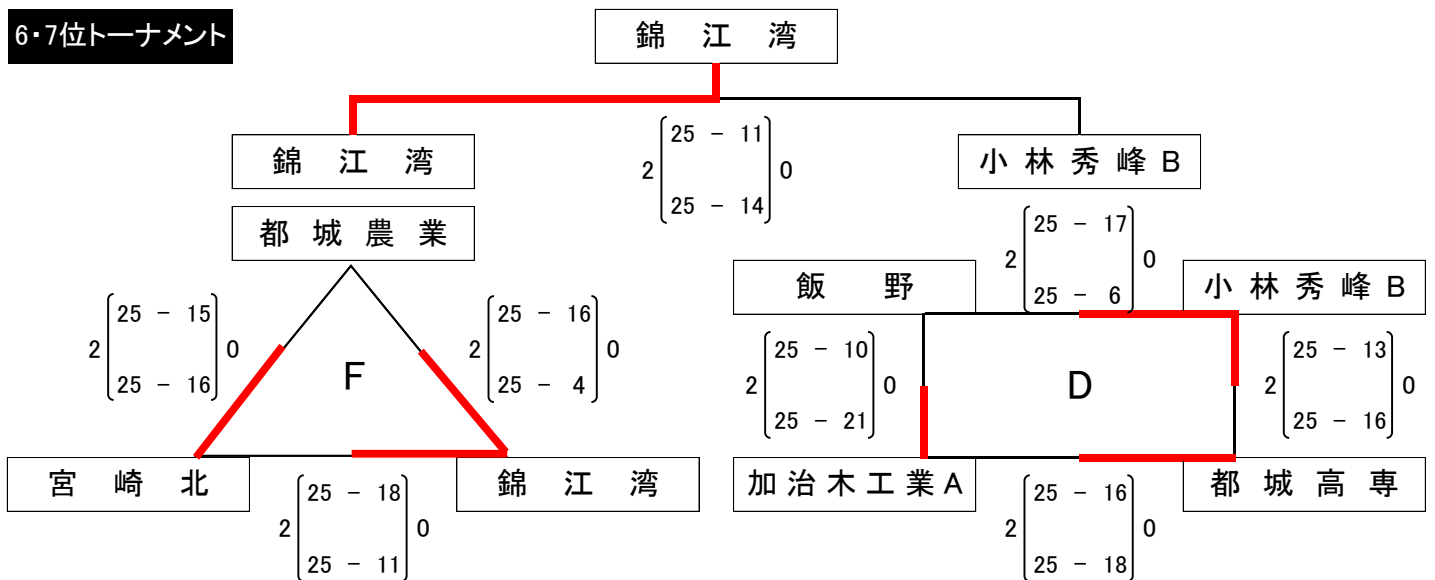 6・7位トーナメント
錦江湾
25 - 11
2 0
25 - 14
錦江湾
小林秀峰B
都城農業
25 - 17
2 0
25 - 6
飯野
小林秀峰B
25 - 15
2 0
25 - 16
25 - 16
2 0
25 - 4
F
25 - 10
2 0
25 - 21
D
25 - 13
2 0
25 - 16
宮崎北
錦江湾
加治木工業A
都城高専
25 - 18
2 0
25 - 11
25 - 16
2 0
25 - 18